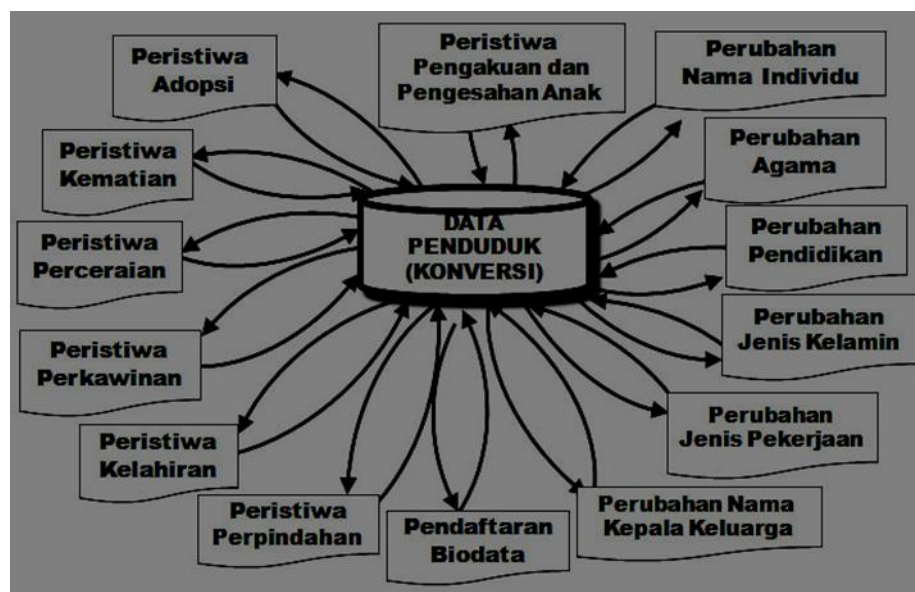 Peristiwa
Adopsi
Peristiwa
Pengakuan dan
Pengesahan Anak
Perubahan
Nama Individu
Peristiwa
Kematian
Perubahan
Agama
Peristiwa
Perceraian
DATA
PENDUDUK
(KONVERSI)
Perubahan
Pendidikan
Peristiwa
Perkawinan
Perubahan
Jenis Kelamin
Peristiwa
Kelahiran
Perubahan
Jenis Pekerjaan
Peristiwa
Perpindahan
Pendaftaran
Biodata
Perubahan Nama
Kepala Keluarga